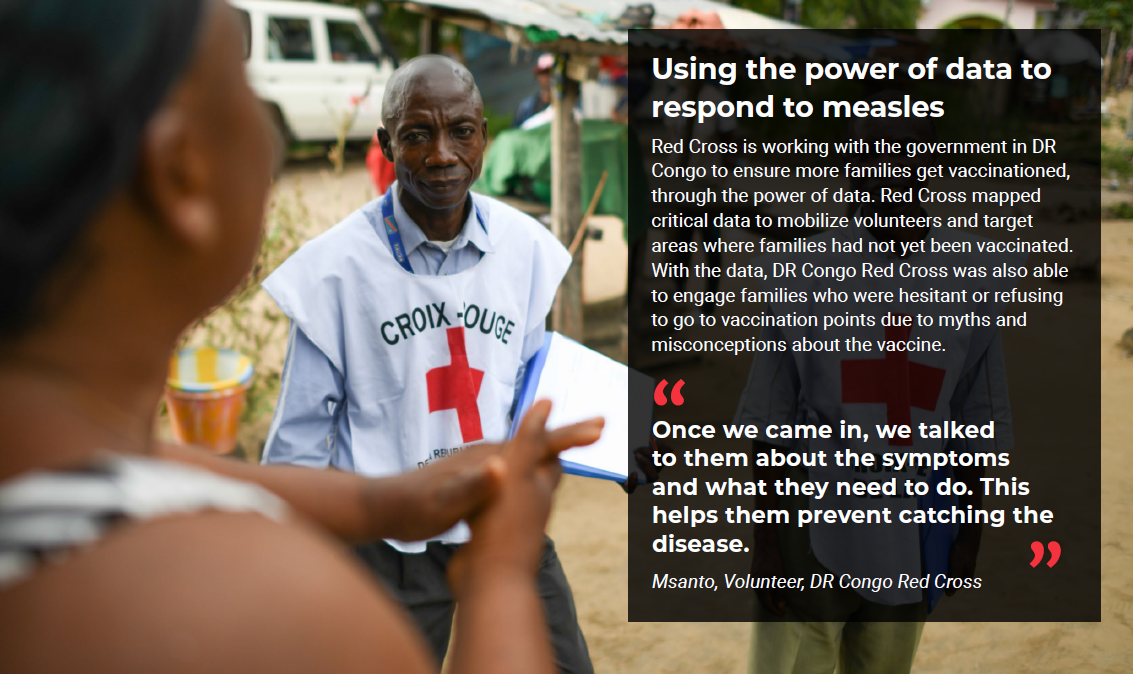 Using the power of data to
respond to measles
Red Cross is working with the government in DR
Congo to ensure more families get vaccinationed,
through the power of data. Red Cross mapped
critical data to mobilize volunteers and target
areas where families had not yet been vaccinated.
With the data, DR Congo Red Cross was also able
to engage families who were hesitant or refusing
to go to vaccination points due to myths and
misconceptions about the vaccine.
“
Once we came in, we talked
to them about the symptoms
and what they need to do. This
helps them prevent catching the
disease.
”
Msanto, Volunteer, DR Congo Red Cross
CROIX-OUGE